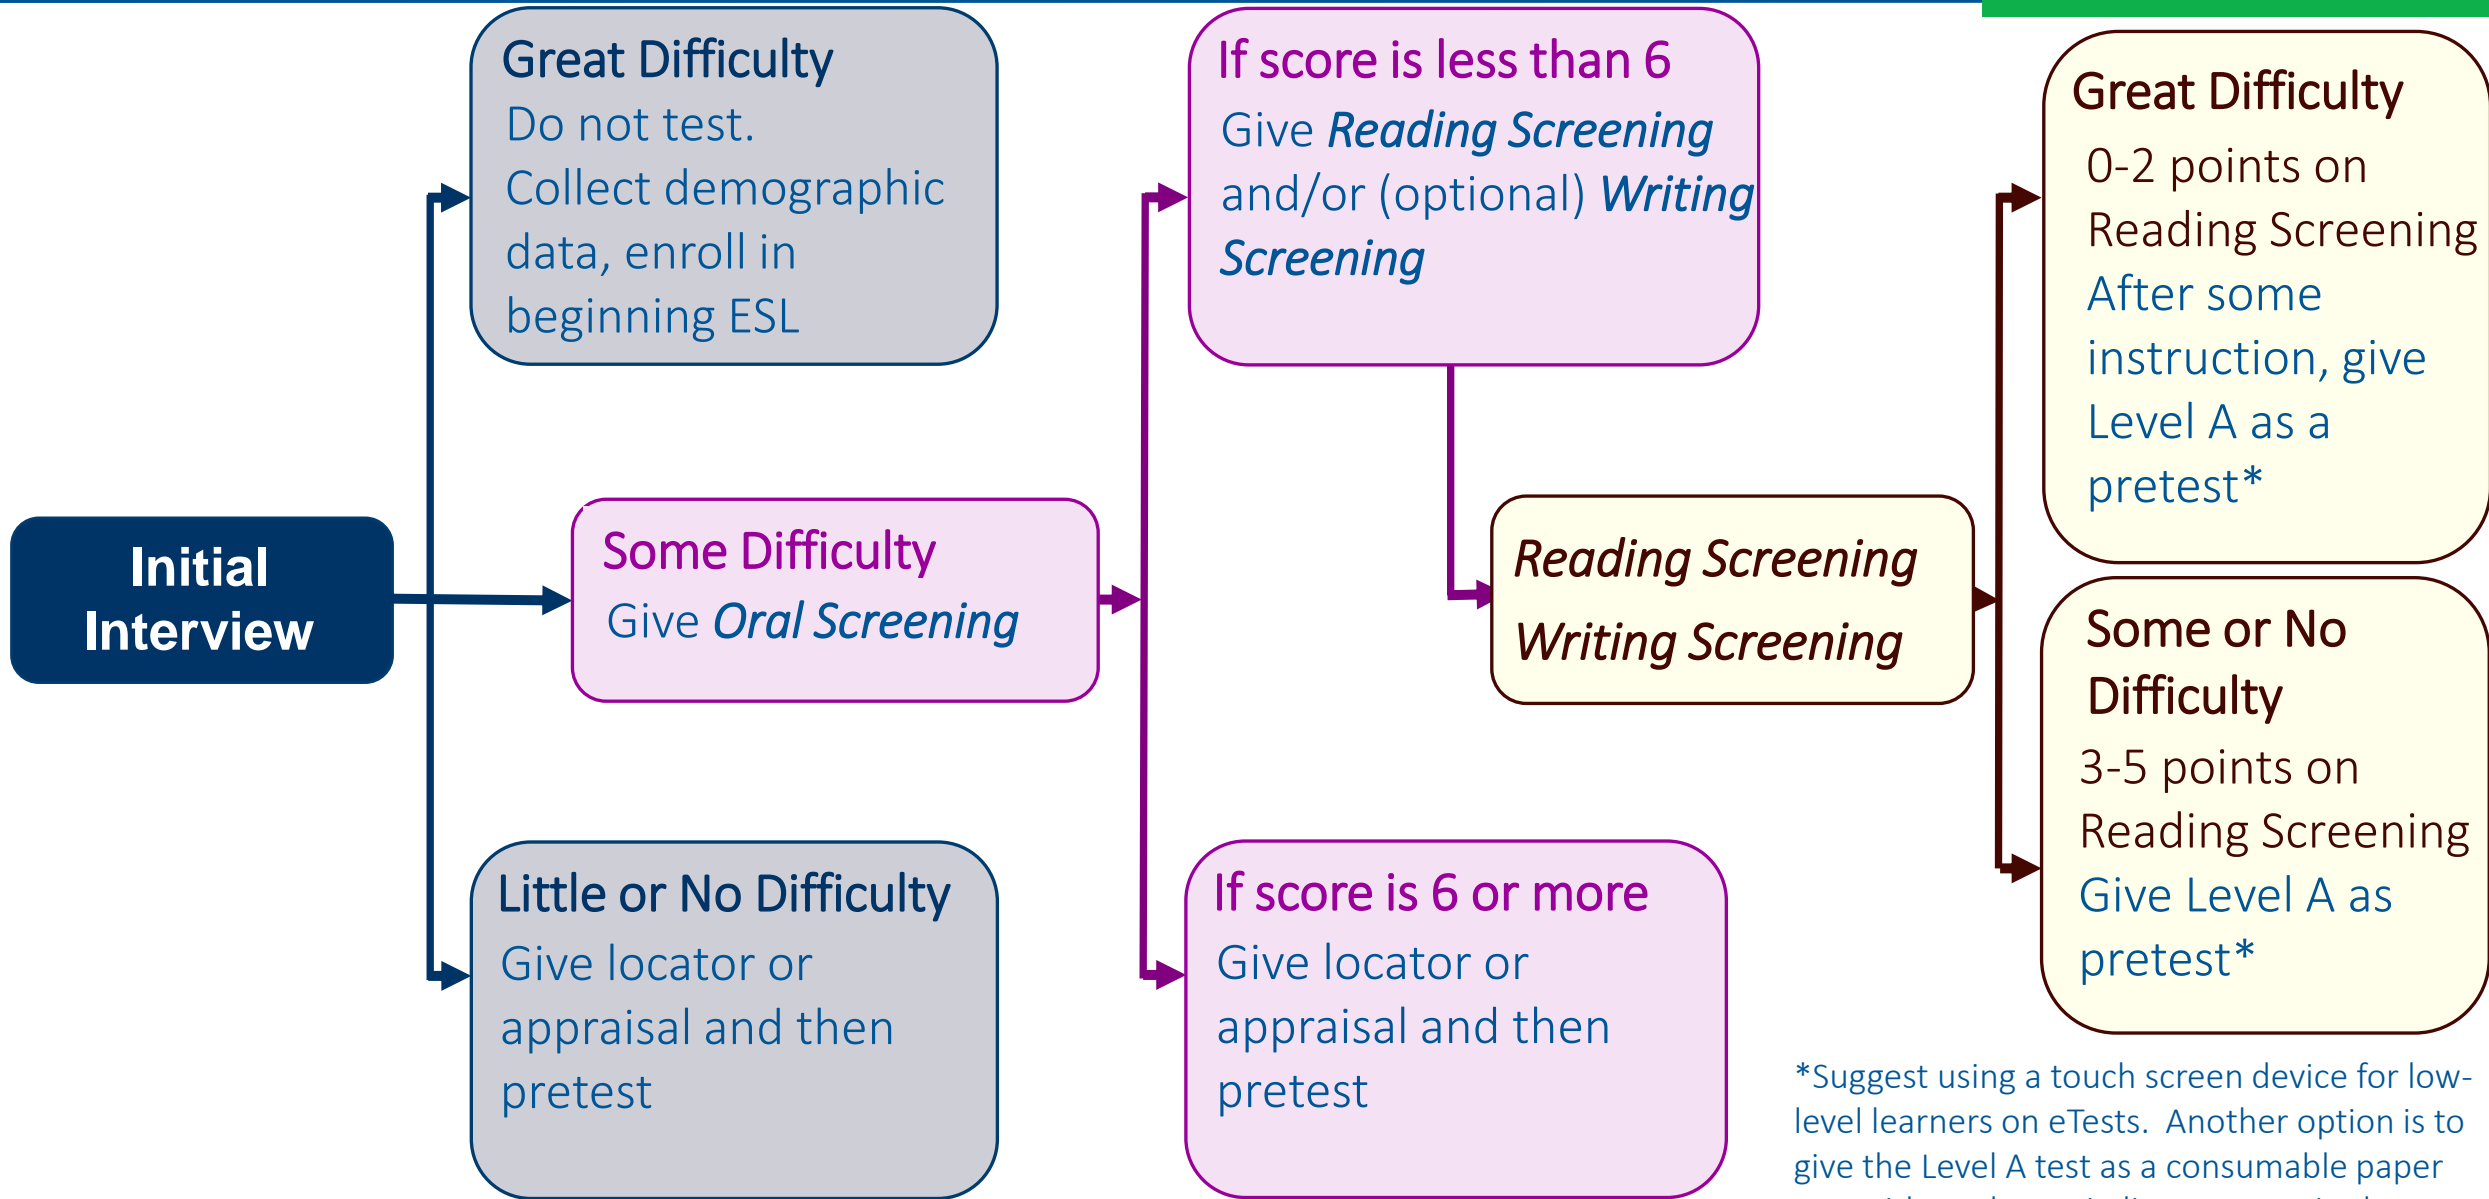 Initial
Interview
Great Difficulty
Do not test.
Collect demographic
data, enroll in
beginning ESL
Some Difficulty
Give Oral Screening
Little or No Difficulty
Give locator or
appraisal and then
pretest
If score is less than 6
Give Reading Screening
and/or (optional) Writing
Screening
If score is 6 or more
Give locator or
appraisal and then
pretest
Reading Screening
Writing Screening
Great Difficulty
0-2 points on
Reading Screening
After some
instruction, give
Level A as a
pretest*
Some or No
Difficulty
3-5 points on
Reading Screening
Give Level A as
pretest*
*Suggest using a touch screen device for low-
level learners on eTests. Another option is to
give the Level A test as a consumable paper